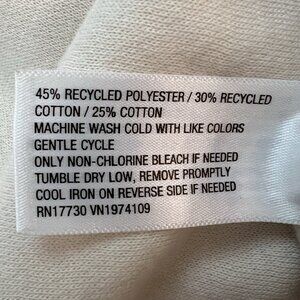 45% RECYCLED POLYESTER / 30% RECYCLED
COTTON / 25% COTTON
MACHINE WASH COLD WITH LIKE COLORS
GENTLE CYCLE
ONLY NON-CHLORINE BLEACH IF NEEDED
TUMBLE DRY LOW, REMOVE PROMPTLY
COOL IRON ON REVERSE SIDE IF NEEDED
RN17730 VN1974109